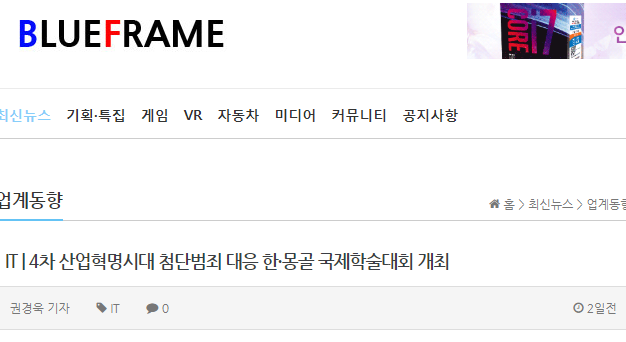 BLUEFRAME
CORE i7
인
최신뉴스 기획·특집 게임 VR 자동차 미디어 커뮤니티 공지사항
업계동향
홈 > 최신뉴스 > 업계동향
IT | 4차 산업혁명시대 첨단범죄 대응 한·몽골 국제학술대회 개최
권경욱 기자 IT 0 2일전